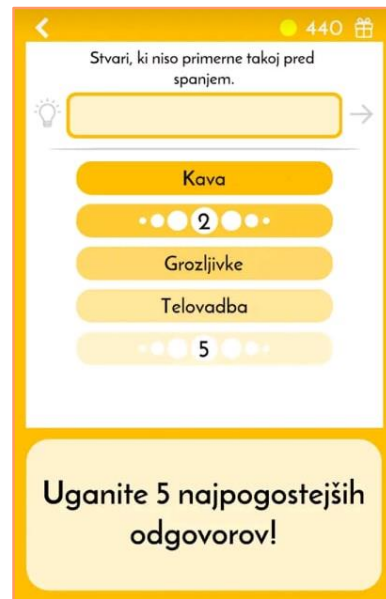 440
Stvari, ki niso primerne takoj pred
spanjem.
Kava
2
Grozljivke
Telovadba
5
Uganite 5 najpogostejših
odgovorov!